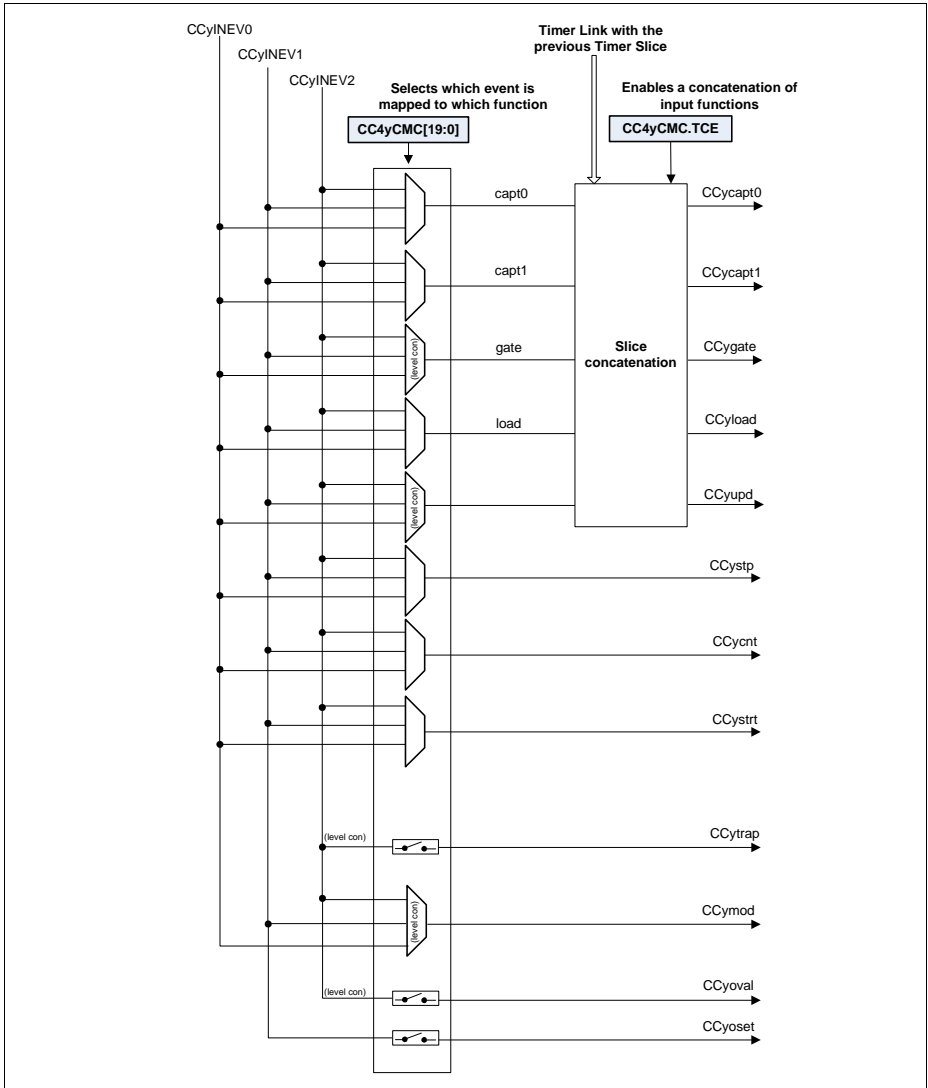 CCyINEV0
CCyINEV1
CCyINEV2
Timer Link with the
previous Timer Slice
Selects which event is
mapped to which function
CC4yCMC[19:0]
Enables a concatenation of
input functions
CC4yCMC.TCE
capt0
CCycapt0
capt1
CCycapt1
(level con)
gate
Slice
concatenation
CCygate
load
CCyload
(level con)
CCyupd
CCystp
CCycnt
CCystrt
(level con)
CCytrap
(level con)
CCymod
(level con)
CCyoval
CCyoset